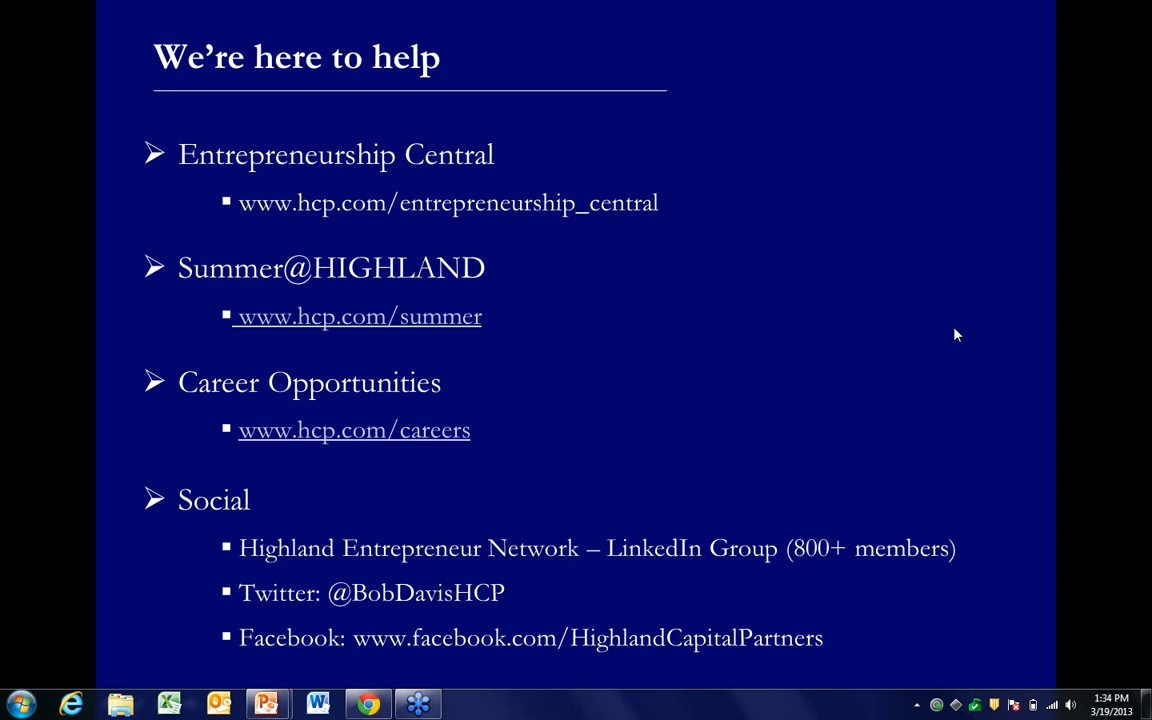 We're here to help
Entrepreneurship Central
www.hcp.com/entrepreneurship_central
Summer@HIGHLAND
www.hcp.com/summer
Career Opportunities
www.hcp.com/careers
Social
Highland Entrepreneur Network – LinkedIn Group (800+ members)
Twitter: @BobDavisHCP
Facebook: www.facebook.com/HighlandCapitalPartners
1:34 PM
3/19/2013